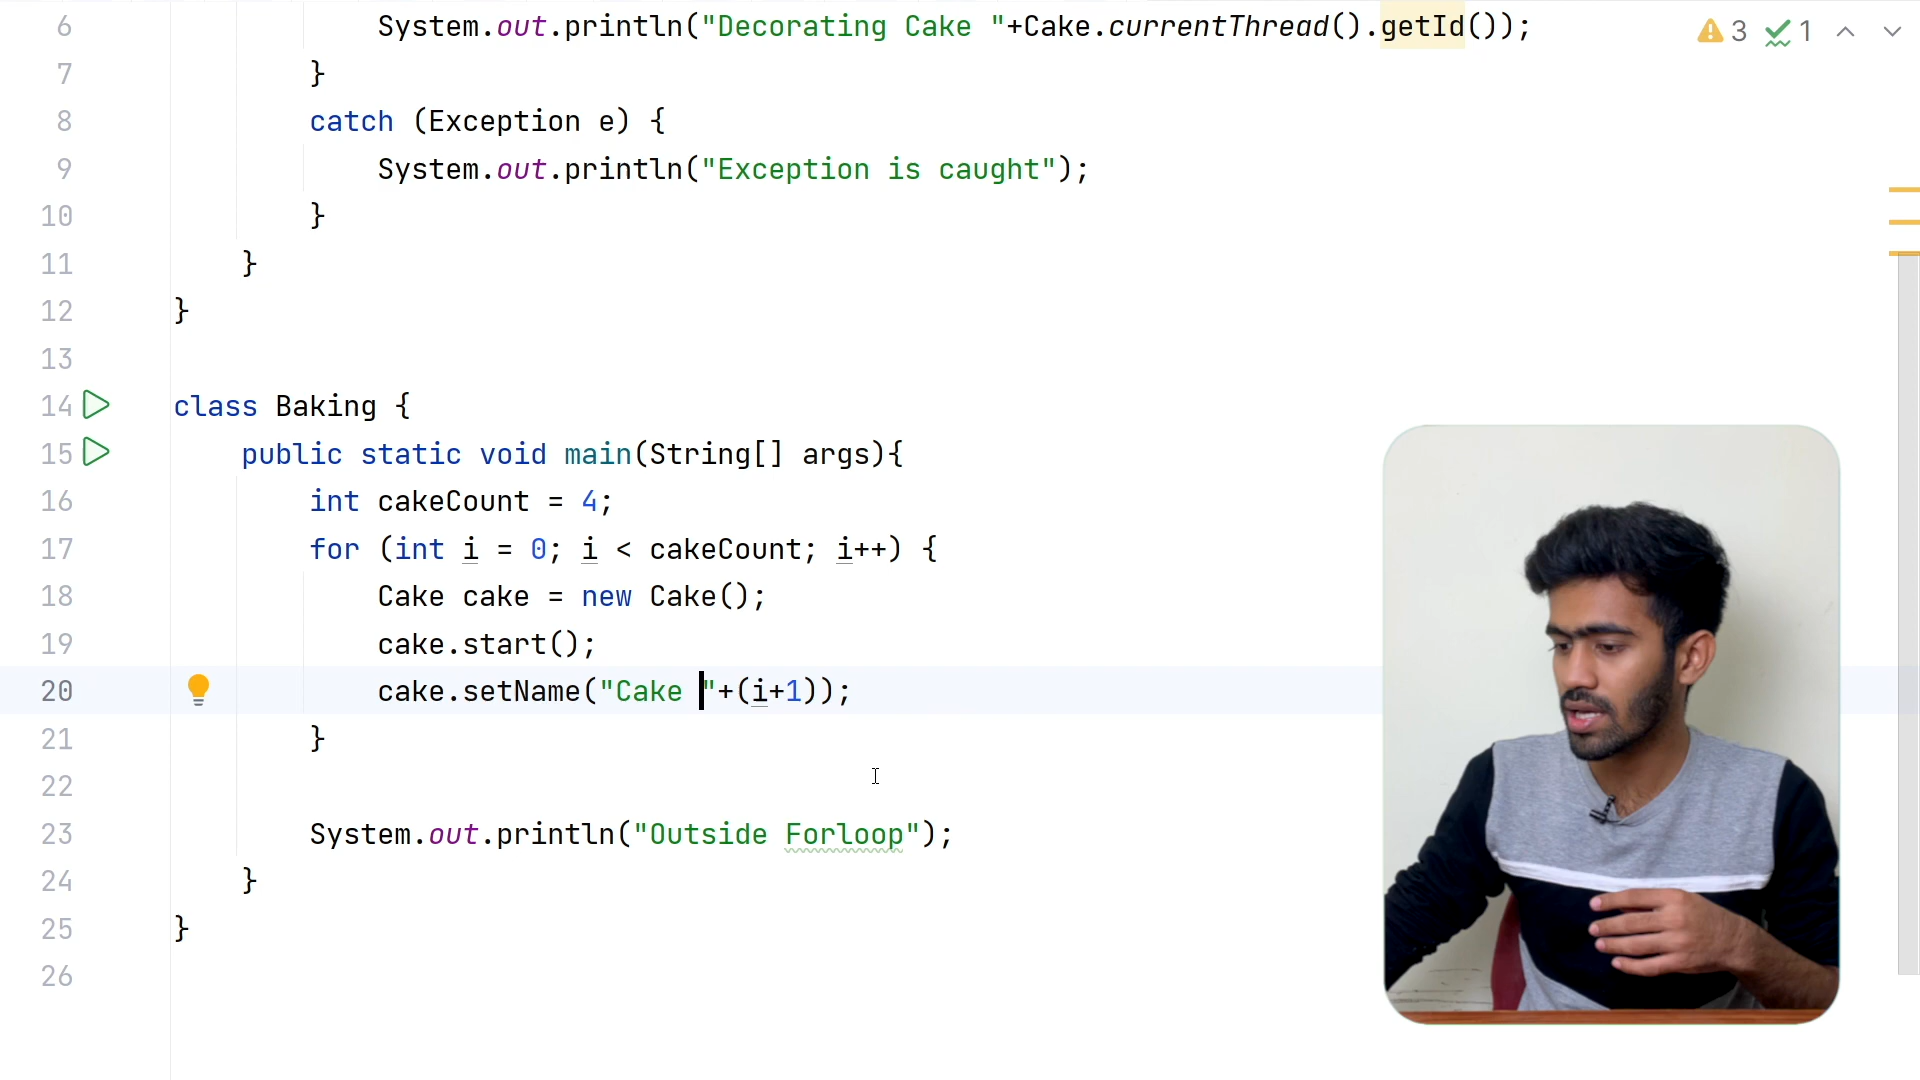 6 System.out.println("Decorating Cake "+Cake.currentThread().getId()); 3 1
7 }
8 catch (Exception e) {
9 System.out.println("Exception is caught");
10 }
11 }
12 }
13
14 class Baking {
15 public static void main(String[] args){
16 int cakeCount = 4;
17 for (int i = 0; i < cakeCount; i++) {
18 Cake cake = new Cake();
19 cake.start();
20 cake.setName("Cake "+(i+1));
21 }
22
23 System.out.println("Outside Forloop");
24 }
25 }
26